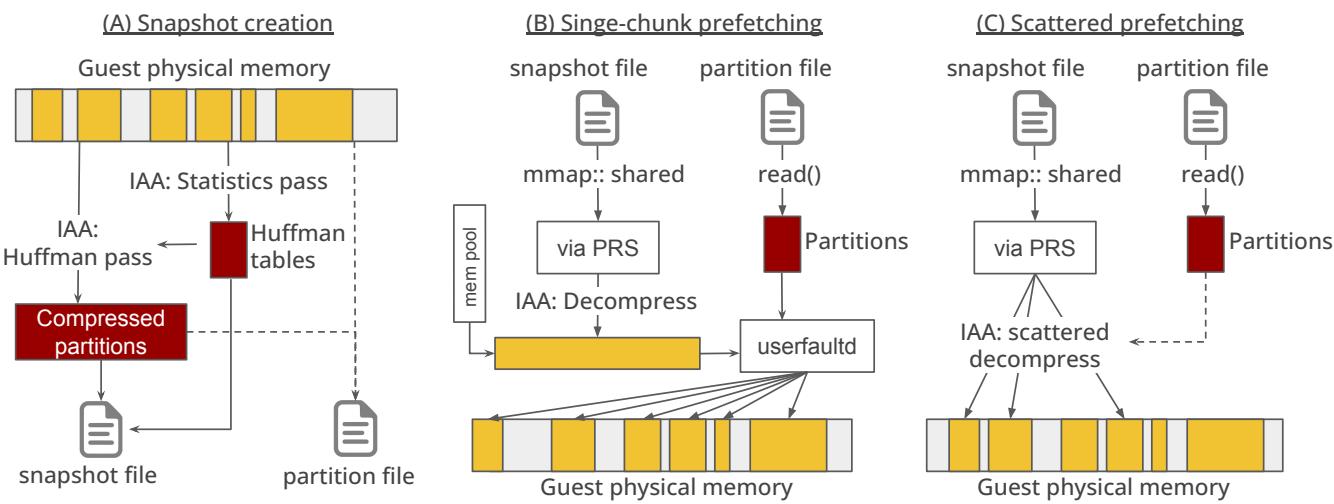 (A) Snapshot creation
Guest physical memory
IAA: Statistics pass
IAA:
Huffman pass
Huffman
tables
Compressed
partitions
snapshot file
partition file
(B) Singe-chunk prefetching
snapshot file
partition file
mmap:: shared
read()
mem pool
via PRS
Partitions
IAA: Decompress
userfaultd
Guest physical memory
(C) Scattered prefetching
snapshot file
partition file
mmap:: shared
read()
via PRS
Partitions
IAA: scattered
decompress
Guest physical memory